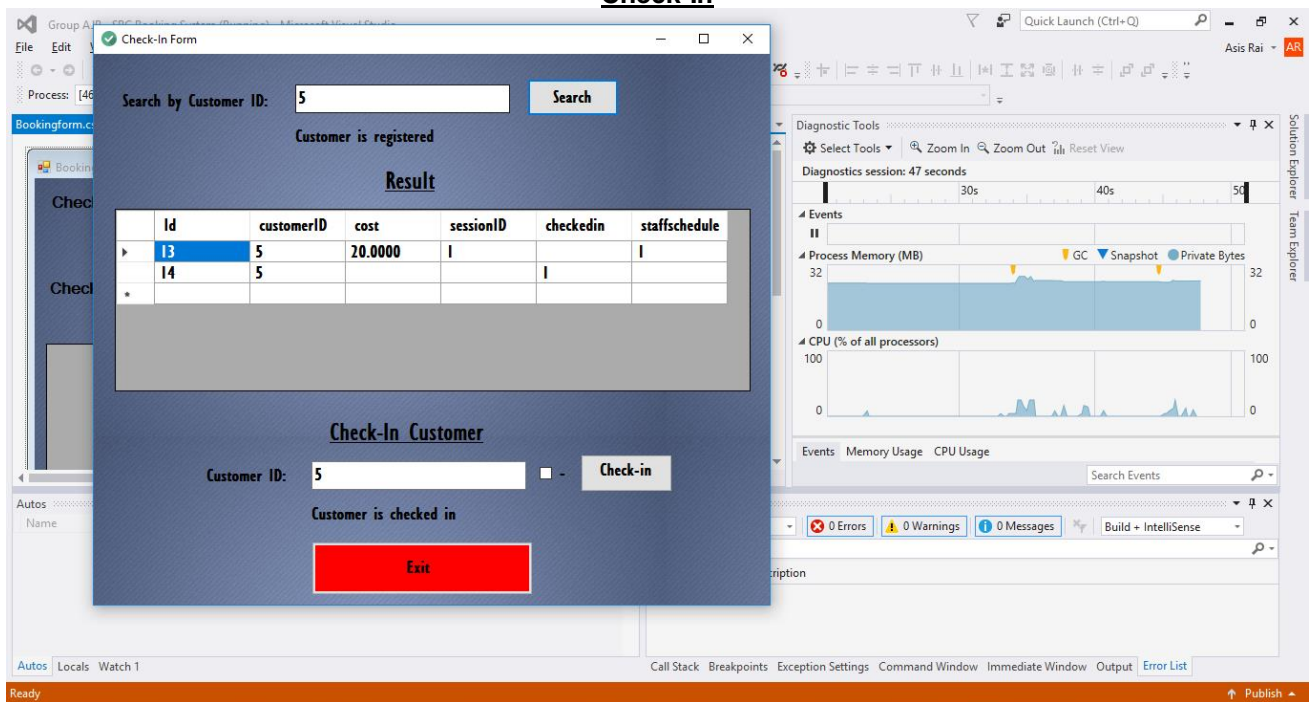 Check-in
Quick Launch (Ctrl+Q)
File Edit
Asis Rai AR
Process:
Check-In Form
Search by Customer ID: 5 Search
Customer is registered
Result
Id customerID cost sessionID checkedin staffschedule
13 5 20.0000 1 1
14 5 1
Check-In Customer
Customer ID: 5 - Check-in
Customer is checked in
Exit
Bookingform.c
Diagnostic Tools
Select Tools Zoom In Zoom Out Reset View
Diagnostics session: 47 seconds
30s 40s 50
Events
Process Memory (MB) GC Snapshot Private Bytes
32 32
0 0
CPU (% of all processors)
100 100
0 0
Events Memory Usage CPU Usage
Search Events
Solution Explorer
Team Explorer
Autos
Name
0 Errors 0 Warnings 0 Messages Build + IntelliSense
Autos Locals Watch 1
Call Stack Breakpoints Exception Settings Command Window Immediate Window Output Error List
Ready Publish